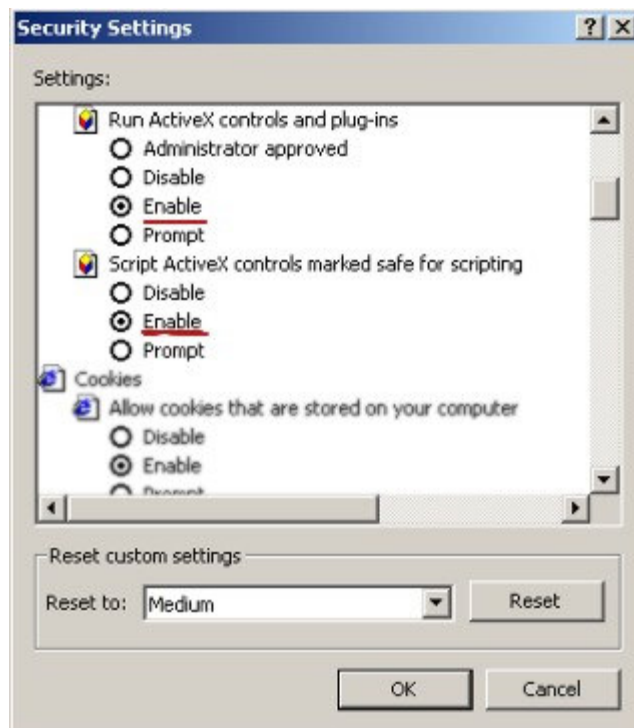 Security Settings
Settings:
Run ActiveX controls and plug-ins
Administrator approved
Disable
Enable
Prompt
Script ActiveX controls marked safe for scripting
Disable
Enable
Prompt
Cookies
Allow cookies that are stored on your computer
Disable
Enable
Prompt
Reset custom settings
Reset to: Medium Reset
OK Cancel